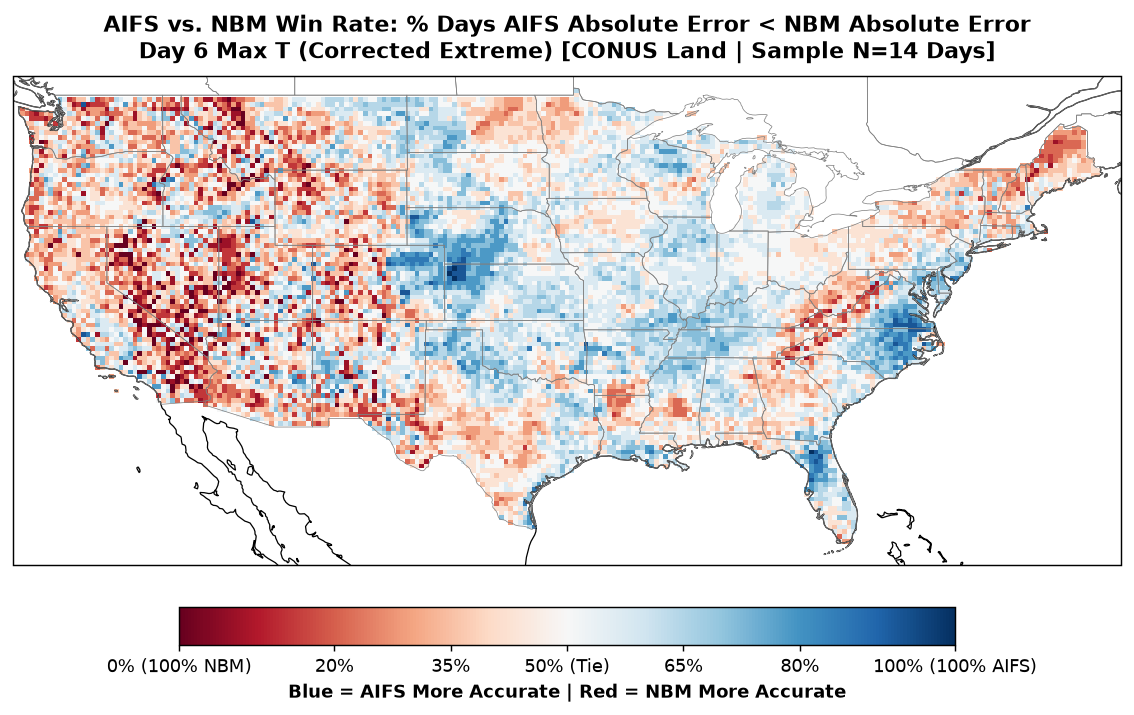 AIFS vs. NBM Win Rate: % Days AIFS Absolute Error < NBM Absolute Error
Day 6 Max T (Corrected Extreme) [CONUS Land | Sample N=14 Days]
0% (100% NBM) 20% 35% 50% (Tie) 65% 80% 100% (100% AIFS)
Blue = AIFS More Accurate | Red = NBM More Accurate